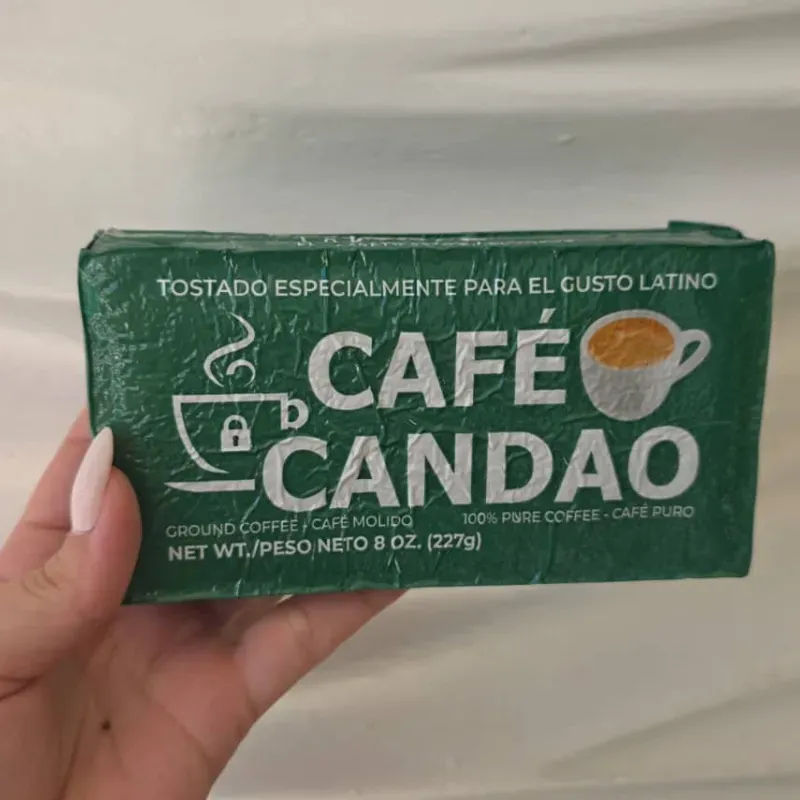 TOSTADO ESPECIALMENTE PARA EL GUSTO LATINO
CAFÉ
CANDAO
GROUND COFFEE - CAFÉ MOLIDO
100% PURE COFFEE - CAFÉ PURO
NET WT./PESO NETO 8 OZ. (227g)